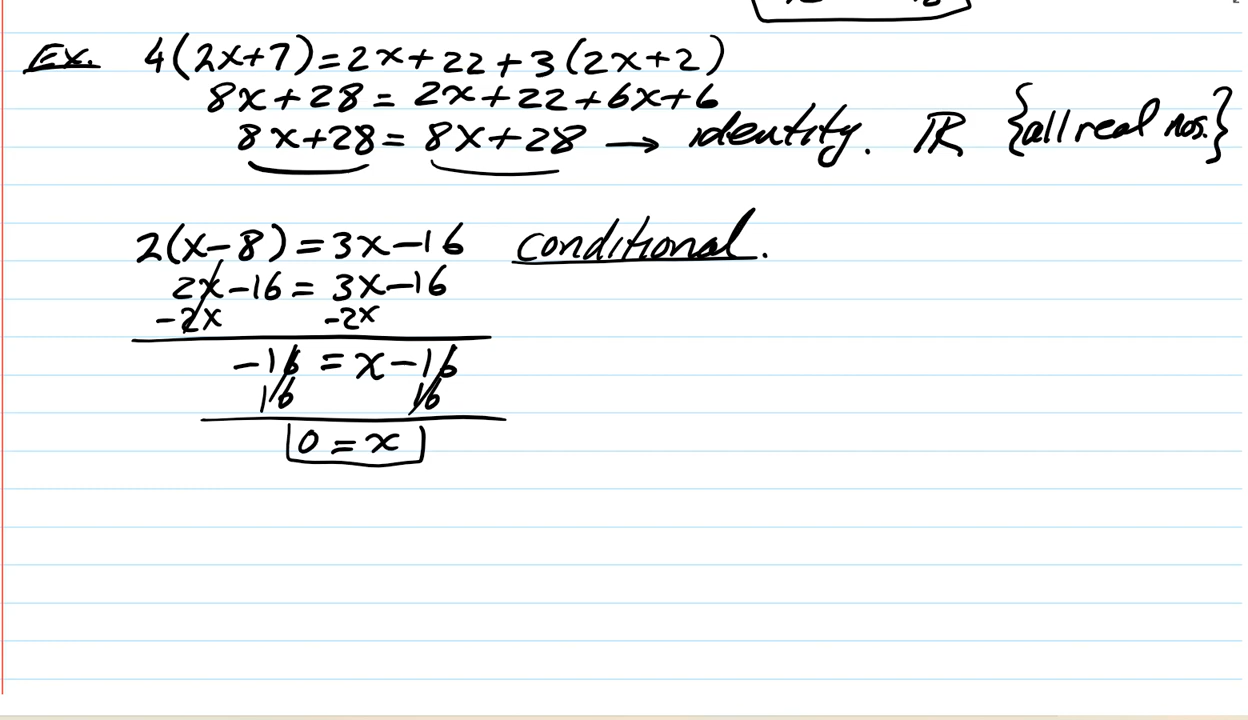 Ex. 4(2x+7)=2x+22+3(2x+2)
8x+28=2x+22+6x+6
8x+28=8x+28 → identity. ℝ {all real nos.}
2(x-8)=3x-16 conditional.
2x-16=3x-16
-2x -2x
-16=x-16
16 16
0=x